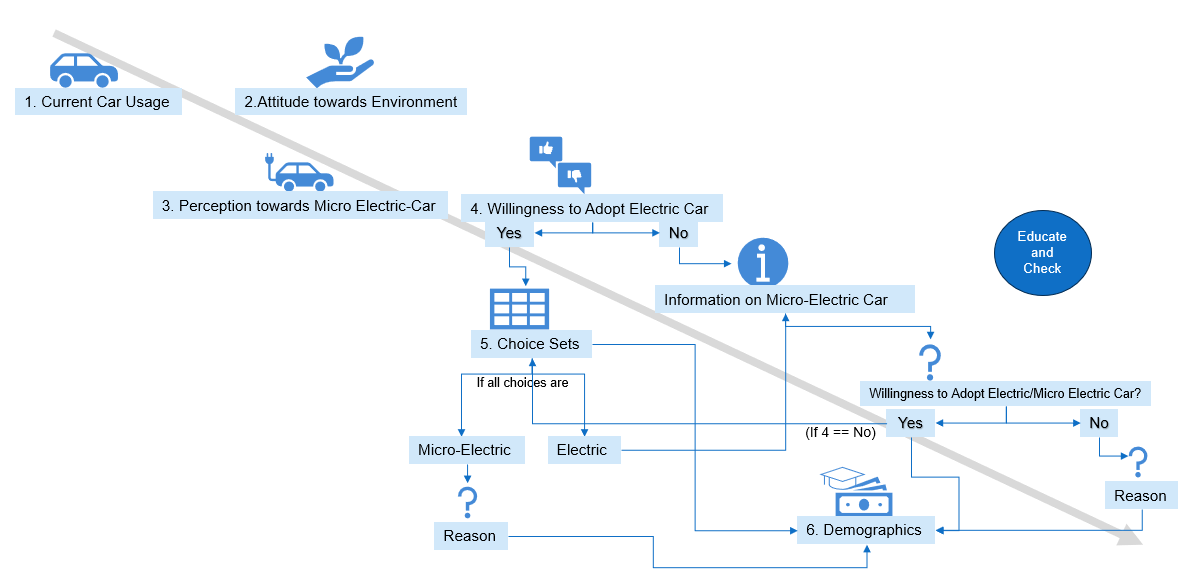 1. Current Car Usage
2.Attitude towards Environment
3. Perception towards Micro Electric-Car
4. Willingness to Adopt Electric Car
Yes
No
Educate
and
Check
Information on Micro-Electric Car
5. Choice Sets
If all choices are
Willingness to Adopt Electric/Micro Electric Car?
Yes
No
(If 4 == No)
Micro-Electric
Electric
Reason
6. Demographics
Reason